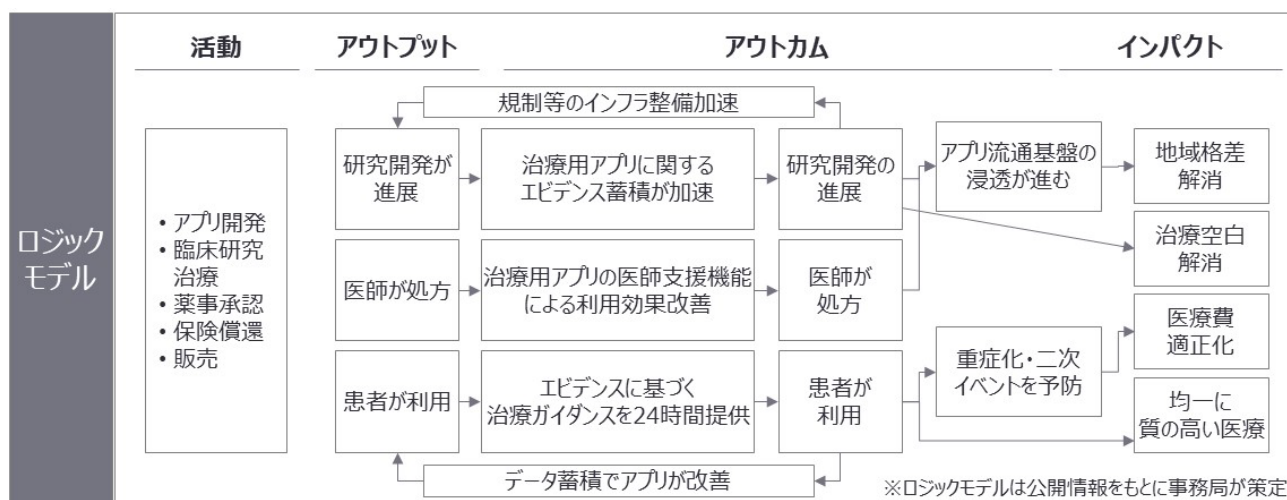 活動
アウトプット
アウトカム
インパクト
規制等のインフラ整備加速
ロジック
モデル
• アプリ開発
• 臨床研究
治療
• 薬事承認
• 保険償還
• 販売
研究開発が
進展
治療用アプリに関する
エビデンス蓄積が加速
研究開発の
進展
アプリ流通基盤の
浸透が進む
地域格差
解消
治療空白
解消
医師が処方
治療用アプリの医師支援機能
による利用効果改善
医師が
処方
医療費
適正化
重症化・二次
イベントを予防
患者が利用
エビデンスに基づく
治療ガイダンスを24時間提供
患者が
利用
均一に
質の高い医療
データ蓄積でアプリが改善
※ロジックモデルは公開情報をもとに事務局が策定